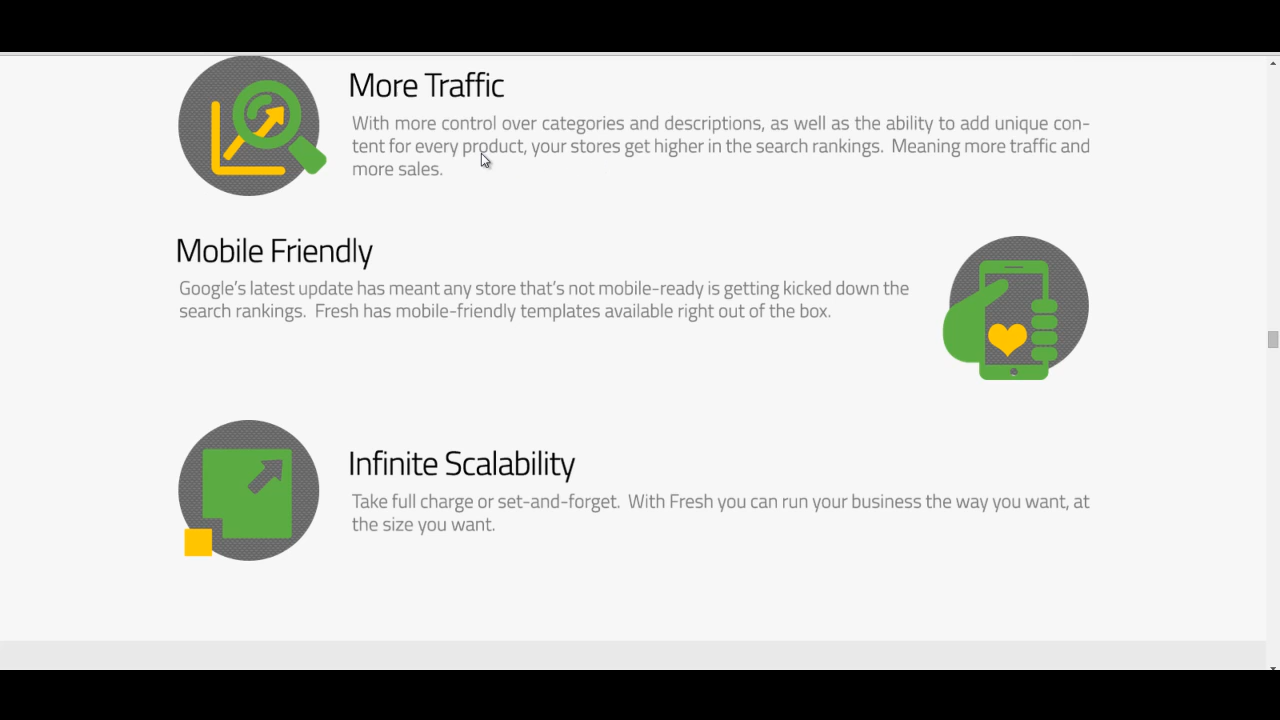 More Traffic
With more control over categories and descriptions, as well as the ability to add unique con-
tent for every product, your stores get higher in the search rankings.  Meaning more traffic and
more sales.
Mobile Friendly
Google’s latest update has meant any store that’s not mobile-ready is getting kicked down the
search rankings.  Fresh has mobile-friendly templates available right out of the box.
Infinite Scalability
Take full charge or set-and-forget.  With Fresh you can run your business the way you want, at
the size you want.